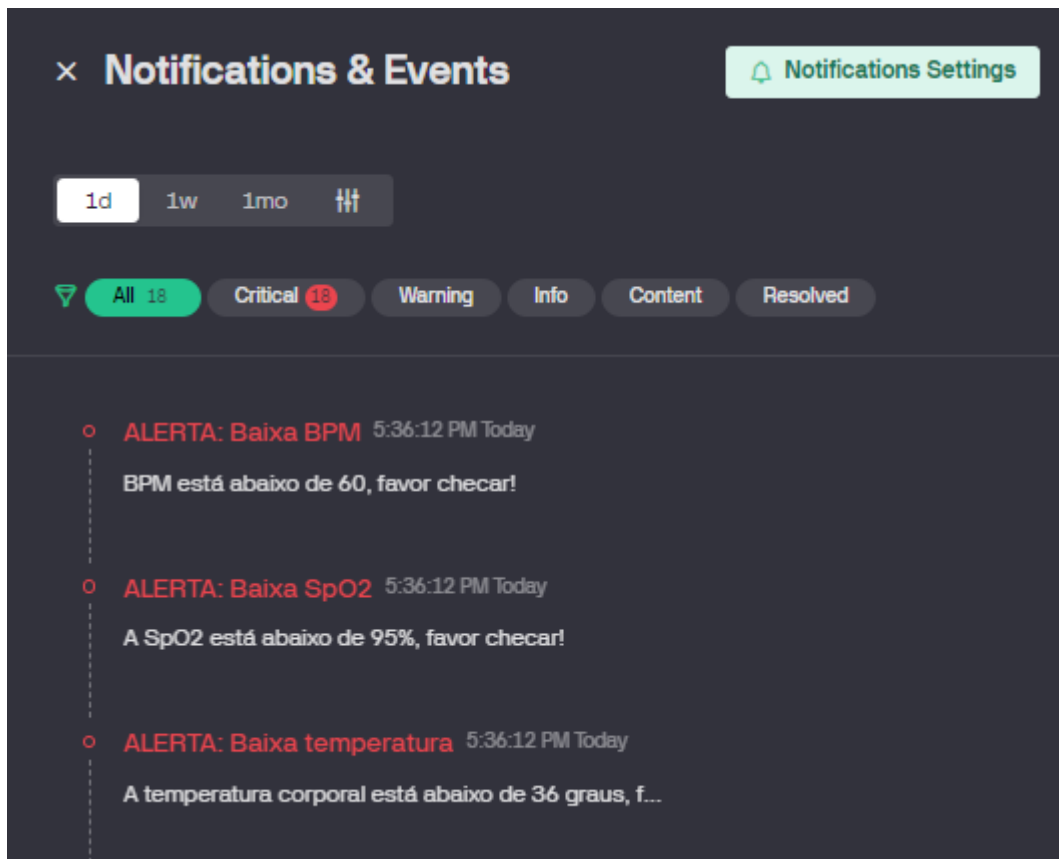 × Notifications & Events
Notifications Settings
1d 1w 1mo
All 18 Critical 18 Warning Info Content Resolved
ALERTA: Baixa BPM 5:36:12 PM Today
BPM está abaixo de 60, favor checar!
ALERTA: Baixa SpO2 5:36:12 PM Today
A SpO2 está abaixo de 95%, favor checar!
ALERTA: Baixa temperatura 5:36:12 PM Today
A temperatura corporal está abaixo de 36 graus, f...